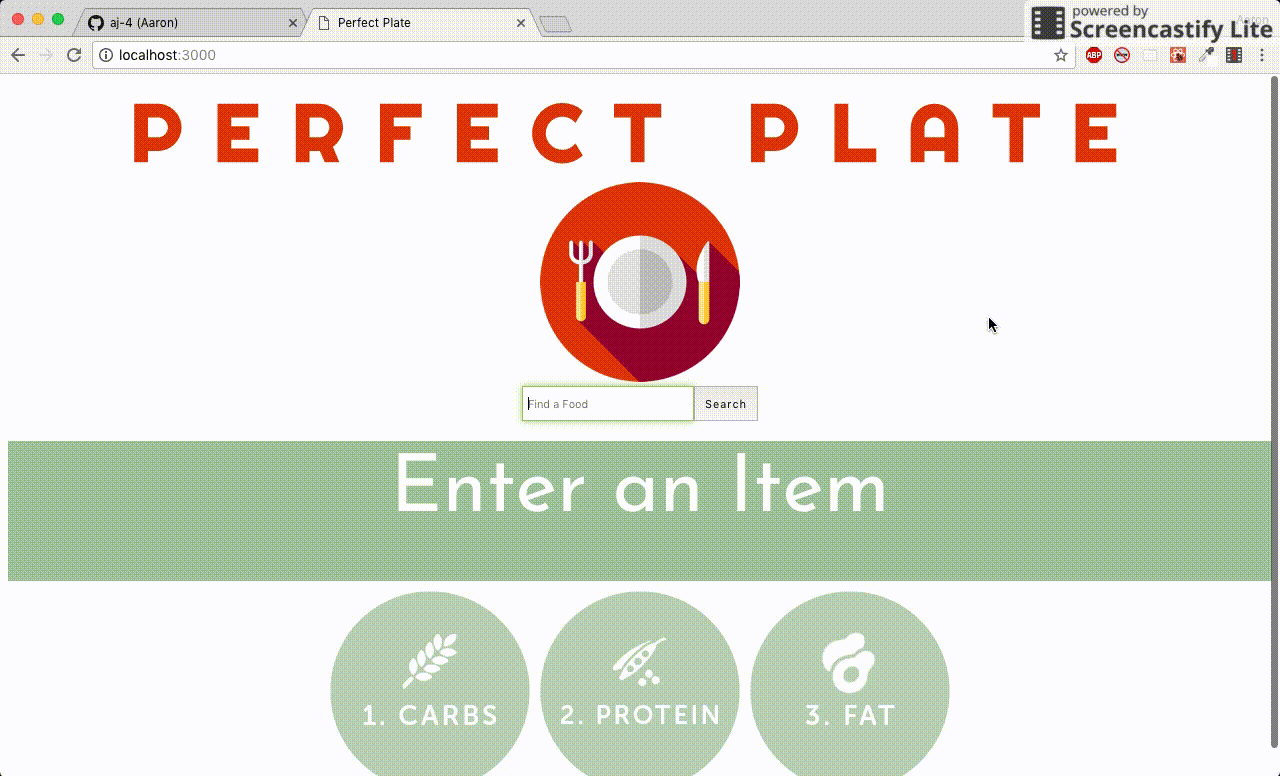 aj-4 (Aaron)
Perfect Plate
powered by
Screencastify Lite
Aaron
localhost:3000
ABP
PERFECT PLATE
Find a Food
Search
Enter an Item
1. CARBS
2. PROTEIN
3. FAT